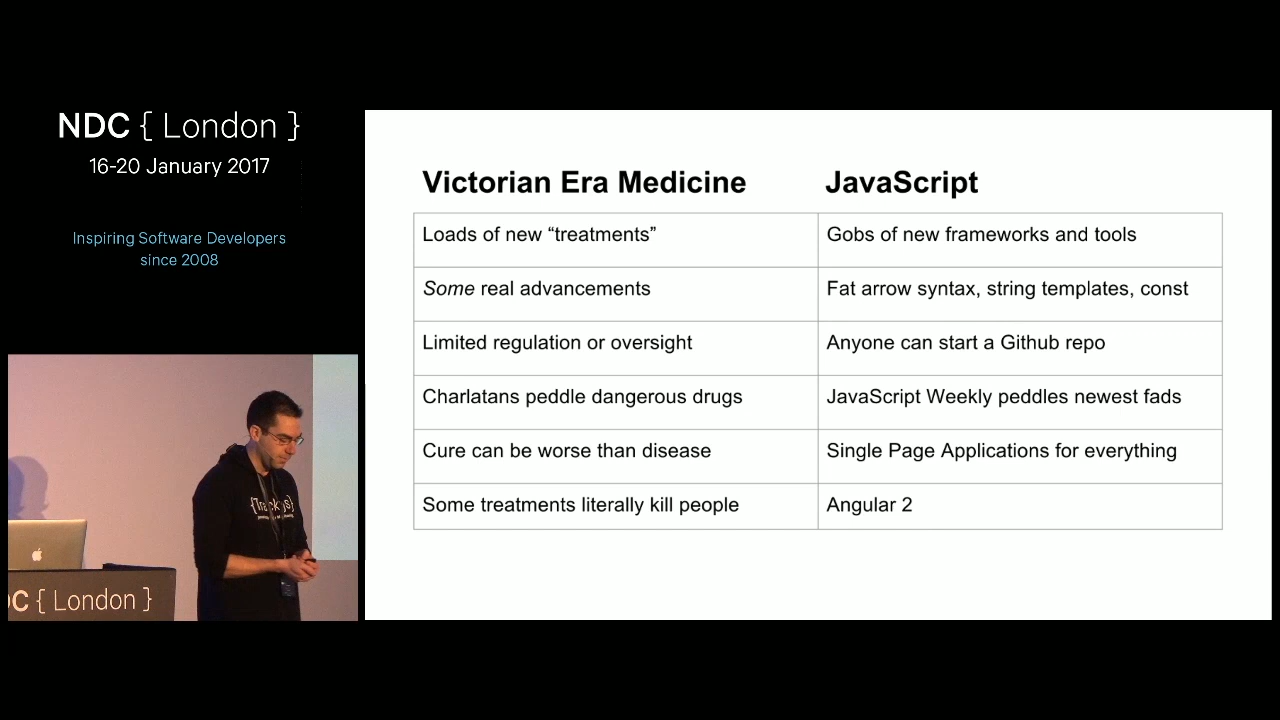 NDC { London }
16-20 January 2017
Inspiring Software Developers
since 2008
Victorian Era Medicine JavaScript
Loads of new “treatments” Gobs of new frameworks and tools
Some real advancements Fat arrow syntax, string templates, const
Limited regulation or oversight Anyone can start a Github repo
Charlatans peddle dangerous drugs JavaScript Weekly peddles newest fads
Cure can be worse than disease Single Page Applications for everything
Some treatments literally kill people Angular 2
{Track:js}
DC { London }